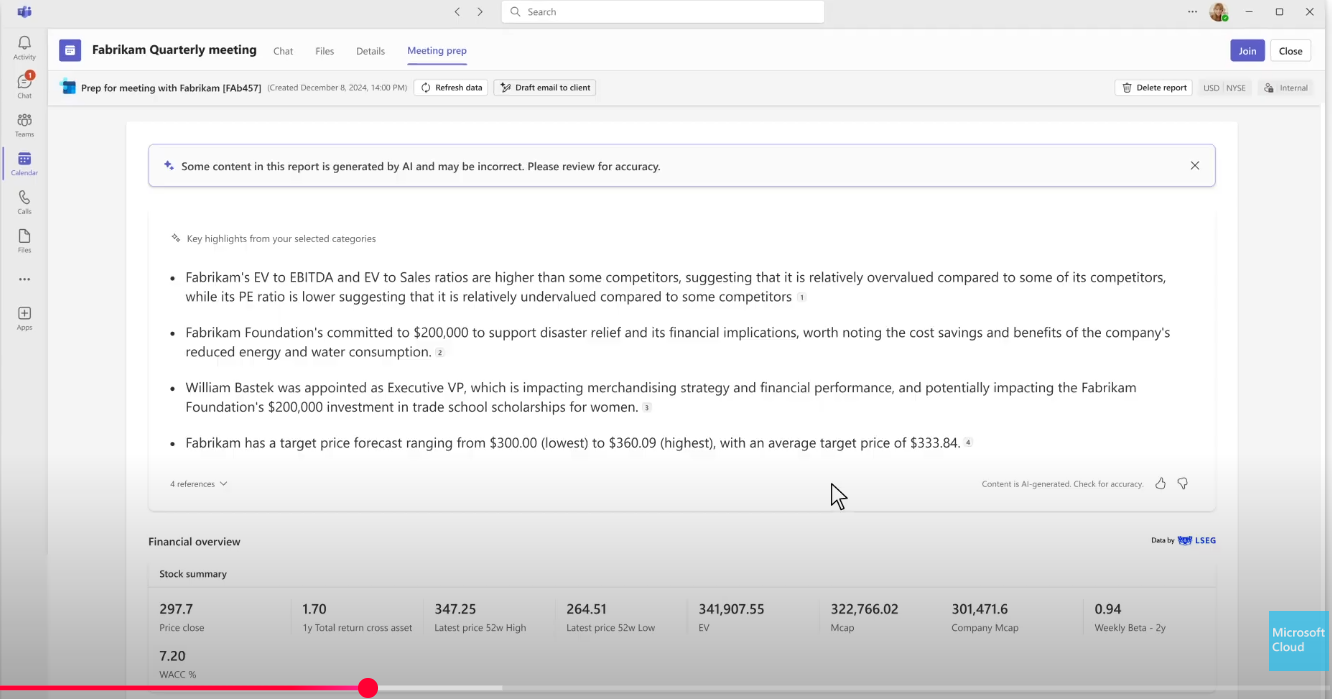 Search
Activity
Fabrikam Quarterly meeting
Chat
Files
Details
Meeting prep
Join
Close
1
Chat
Prep for meeting with Fabrikam [FAb457]
(Created December 8, 2024, 14:00 PM)
Refresh data
Draft email to client
Delete report
USD | NYSE
Internal
Teams
Calendar
Calls
Files
Apps
Some content in this report is generated by AI and may be incorrect. Please review for accuracy.
Key highlights from your selected categories
• Fabrikam's EV to EBITDA and EV to Sales ratios are higher than some competitors, suggesting that it is relatively overvalued compared to some of its competitors,
while its PE ratio is lower suggesting that it is relatively undervalued compared to some competitors 1
• Fabrikam Foundation's committed to $200,000 to support disaster relief and its financial implications, worth noting the cost savings and benefits of the company's
reduced energy and water consumption. 2
• William Bastek was appointed as Executive VP, which is impacting merchandising strategy and financial performance, and potentially impacting the Fabrikam
Foundation's $200,000 investment in trade school scholarships for women. 3
• Fabrikam has a target price forecast ranging from $300.00 (lowest) to $360.09 (highest), with an average target price of $333.84. 4
4 references
Content is AI-generated. Check for accuracy.
Financial overview
Data by LSEG
Stock summary
297.7
Price close
1.70
1y Total return cross asset
347.25
Latest price 52w High
264.51
Latest price 52w Low
341,907.55
EV
322,766.02
Mcap
301,471.6
Company Mcap
0.94
Weekly Beta - 2y
7.20
WACC %
Microsoft
Cloud